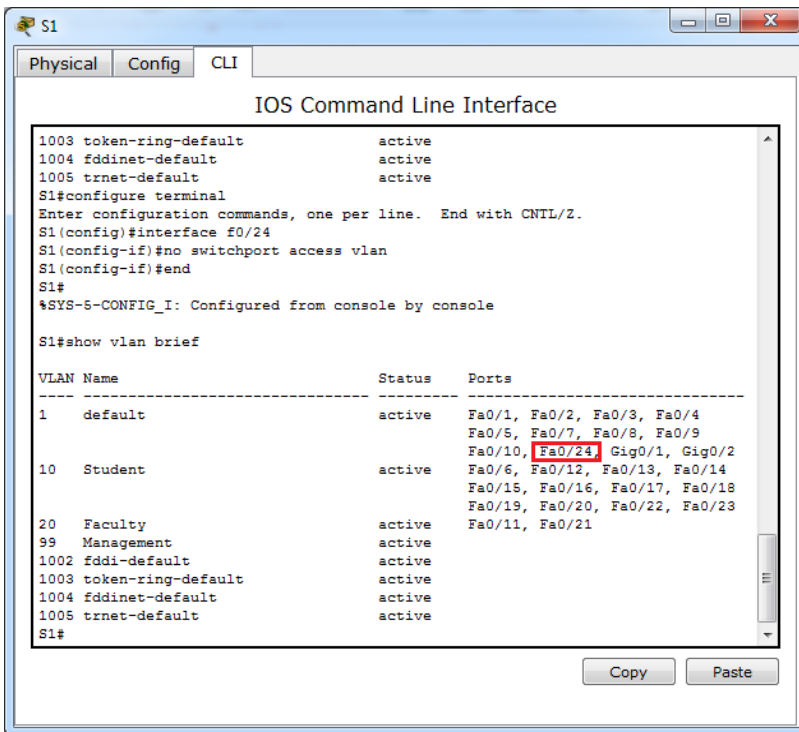 S1
Physical Config CLI
IOS Command Line Interface
1003 token-ring-default active
1004 fddinet-default active
1005 trnet-default active
S1#configure terminal
Enter configuration commands, one per line. End with CNTL/Z.
S1(config)#interface f0/24
S1(config-if)#no switchport access vlan
S1(config-if)#end
S1#
%SYS-5-CONFIG_I: Configured from console by console
S1#show vlan brief
VLAN Name Status Ports
---- -------------------------------- --------- -------------------------------
1 default active Fa0/1, Fa0/2, Fa0/3, Fa0/4
Fa0/5, Fa0/7, Fa0/8, Fa0/9
Fa0/10, Fa0/24, Gig0/1, Gig0/2
10 Student active Fa0/6, Fa0/12, Fa0/13, Fa0/14
Fa0/15, Fa0/16, Fa0/17, Fa0/18
Fa0/19, Fa0/20, Fa0/22, Fa0/23
20 Faculty active Fa0/11, Fa0/21
99 Management active
1002 fddi-default active
1003 token-ring-default active
1004 fddinet-default active
1005 trnet-default active
S1#
Copy Paste